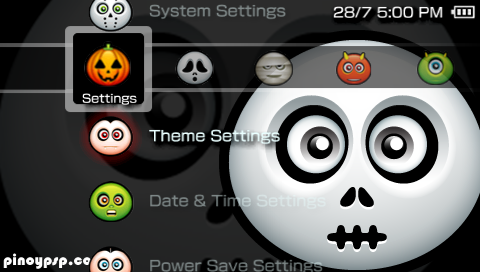 System Settings
28/7 5:00 PM
Settings
Theme Settings
Date & Time Settings
Power Save Settings
pinoypsp.co